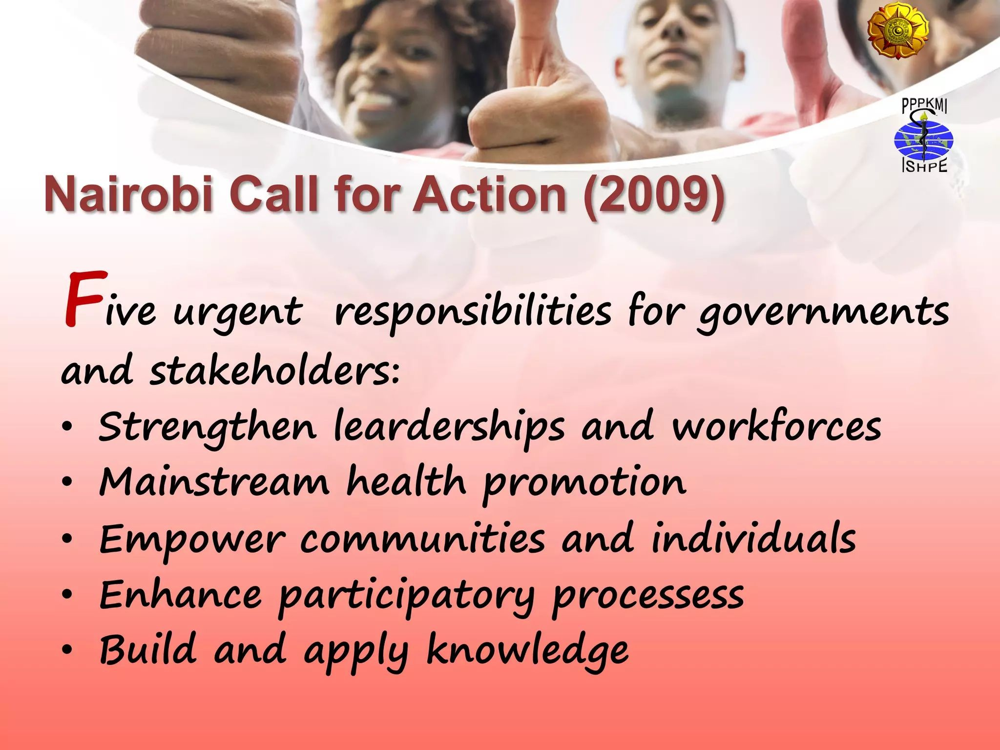 PPPKMI
ISHPE
Nairobi Call for Action (2009)
Five urgent responsibilities for governments
and stakeholders:
• Strengthen learderships and workforces
• Mainstream health promotion
• Empower communities and individuals
• Enhance participatory processess
• Build and apply knowledge